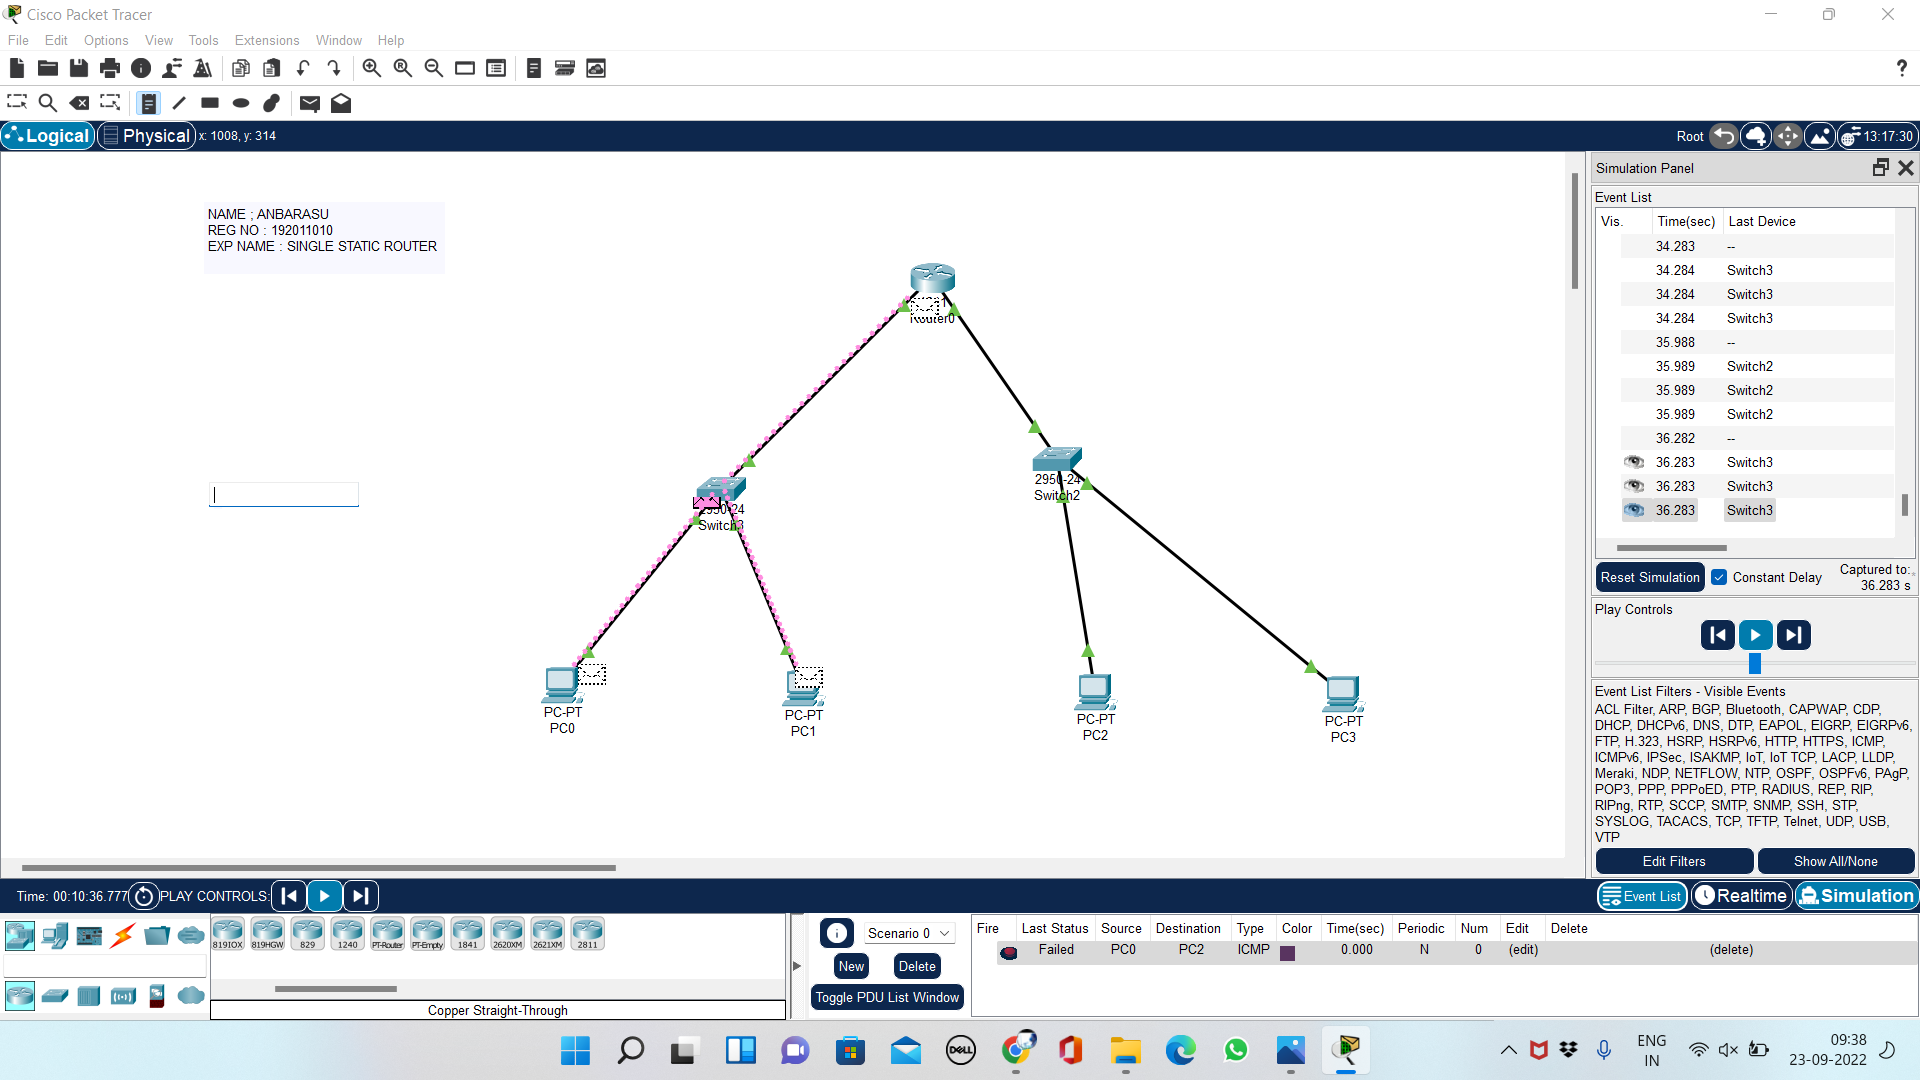 Cisco Packet Tracer
File Edit Options View Tools Extensions Window Help
?
Logical Physical x: 1008, y: 314
Root 13:17:30
NAME ; ANBARASU
REG NO : 192011010
EXP NAME : SINGLE STATIC ROUTER
1
Router0
2950-24
Switch3
2950-24
Switch2
PC-PT
PC0
PC-PT
PC1
PC-PT
PC2
PC-PT
PC3
Simulation Panel
Event List
Vis. Time(sec) Last Device
34.283 --
34.284 Switch3
34.284 Switch3
34.284 Switch3
35.988 --
35.989 Switch2
35.989 Switch2
35.989 Switch2
36.282 --
36.283 Switch3
36.283 Switch3
36.283 Switch3
Reset Simulation Constant Delay Captured to:*
36.283 s
Play Controls
Event List Filters - Visible Events
ACL Filter, ARP, BGP, Bluetooth, CAPWAP, CDP,
DHCP, DHCPv6, DNS, DTP, EAPOL, EIGRP, EIGRPv6,
FTP, H.323, HSRP, HSRPv6, HTTP, HTTPS, ICMP,
ICMPv6, IPSec, ISAKMP, IoT, IoT TCP, LACP, LLDP,
Meraki, NDP, NETFLOW, NTP, OSPF, OSPFv6, PAgP,
POP3, PPP, PPPoED, PTP, RADIUS, REP, RIP,
RIPng, RTP, SCCP, SMTP, SNMP, SSH, STP,
SYSLOG, TACACS, TCP, TFTP, Telnet, UDP, USB,
VTP
Edit Filters Show All/None
Time: 00:10:36.777 PLAY CONTROLS:
Event List Realtime Simulation
819IOX 819HGW 829 1240 PT-Router PT-Empty 1841 2620XM 2621XM 2811
Copper Straight-Through
Scenario 0
New Delete
Toggle PDU List Window
Fire Last Status Source Destination Type Color Time(sec) Periodic Num Edit Delete
Failed PC0 PC2 ICMP 0.000 N 0 (edit) (delete)
DELL
ENG
IN
09:38
23-09-2022